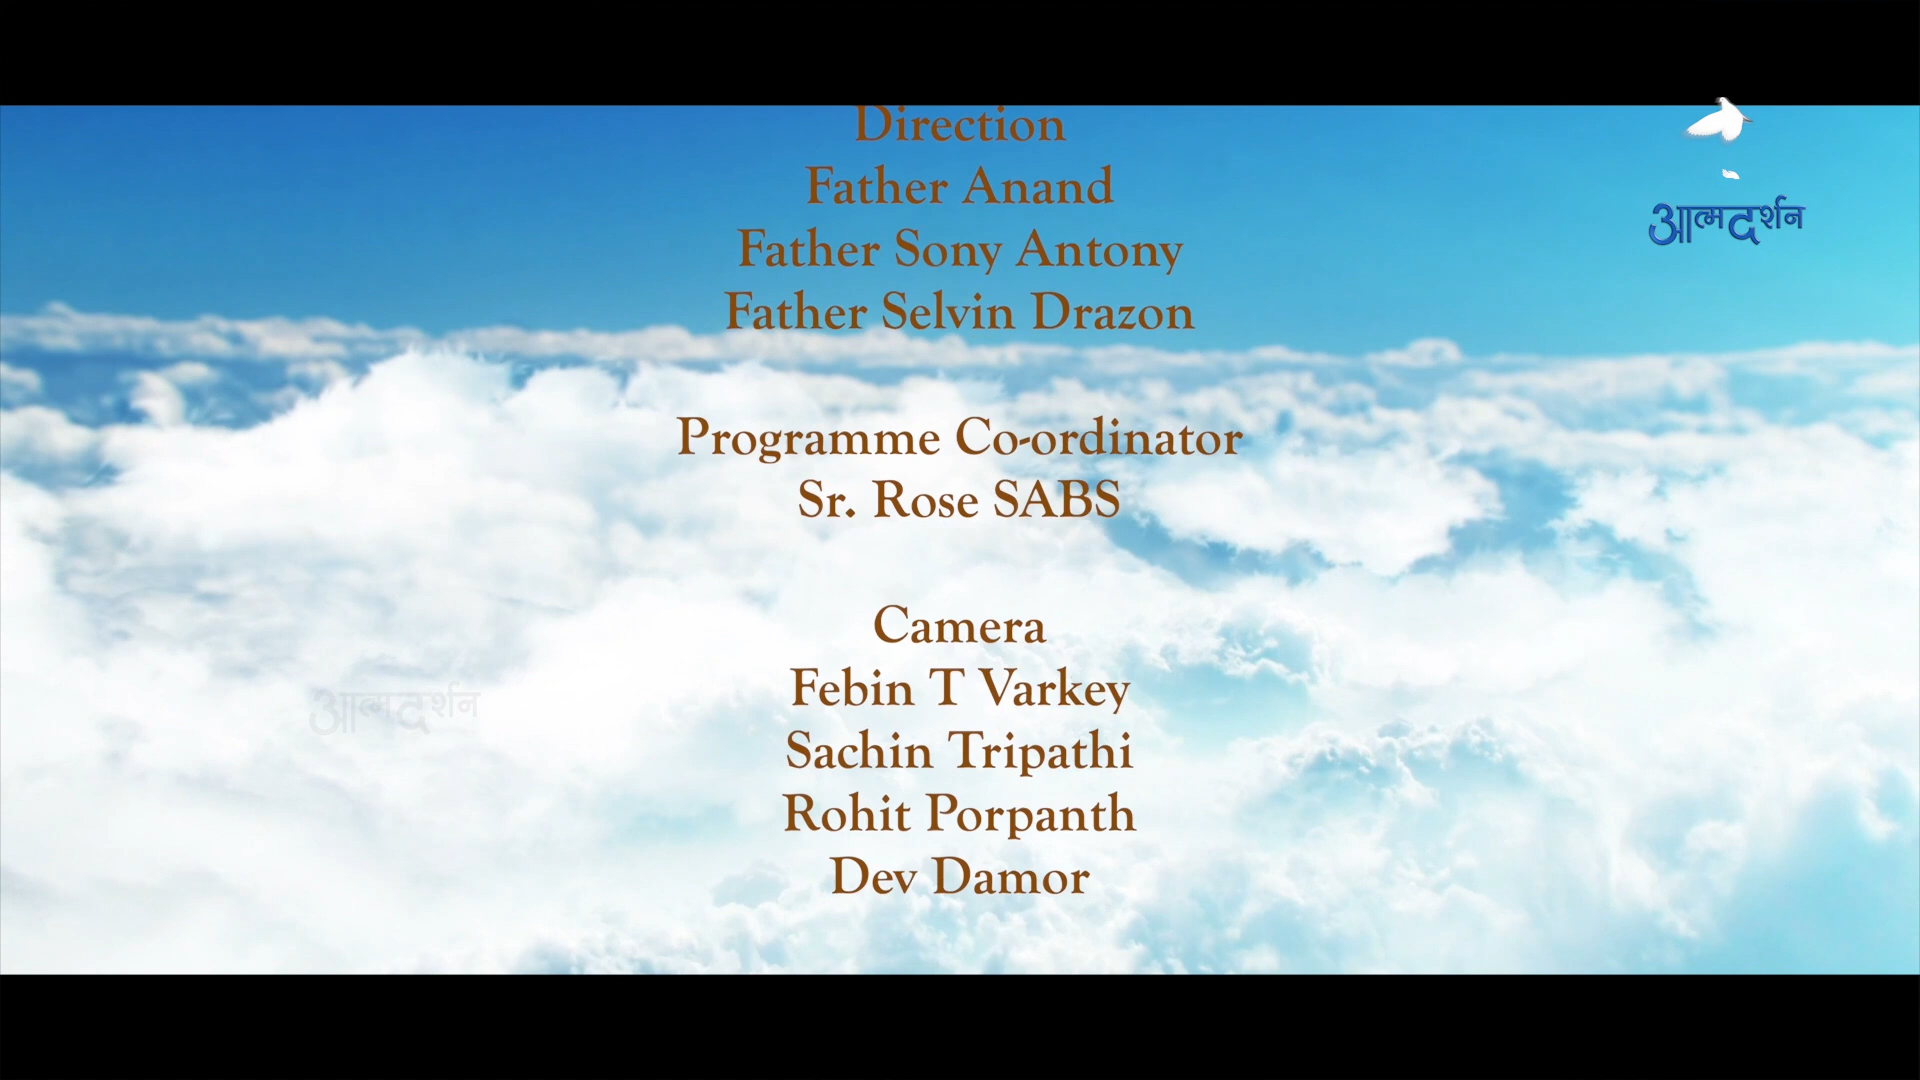 Direction
Father Anand
Father Sony Antony
Father Selvin Drazon
आत्मदर्शन
Programme Co-ordinator
Sr. Rose SABS
Camera
Febin T Varkey
आत्मदर्शन
Sachin Tripathi
Rohit Porpanth
Dev Damor